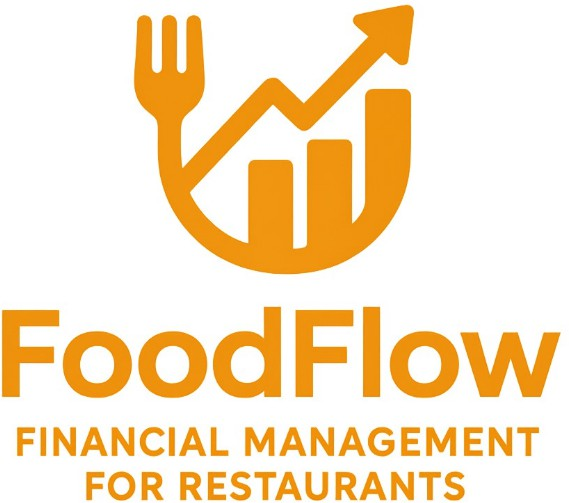 FoodFlow
FINANCIAL MANAGEMENT
FOR RESTAURANTS